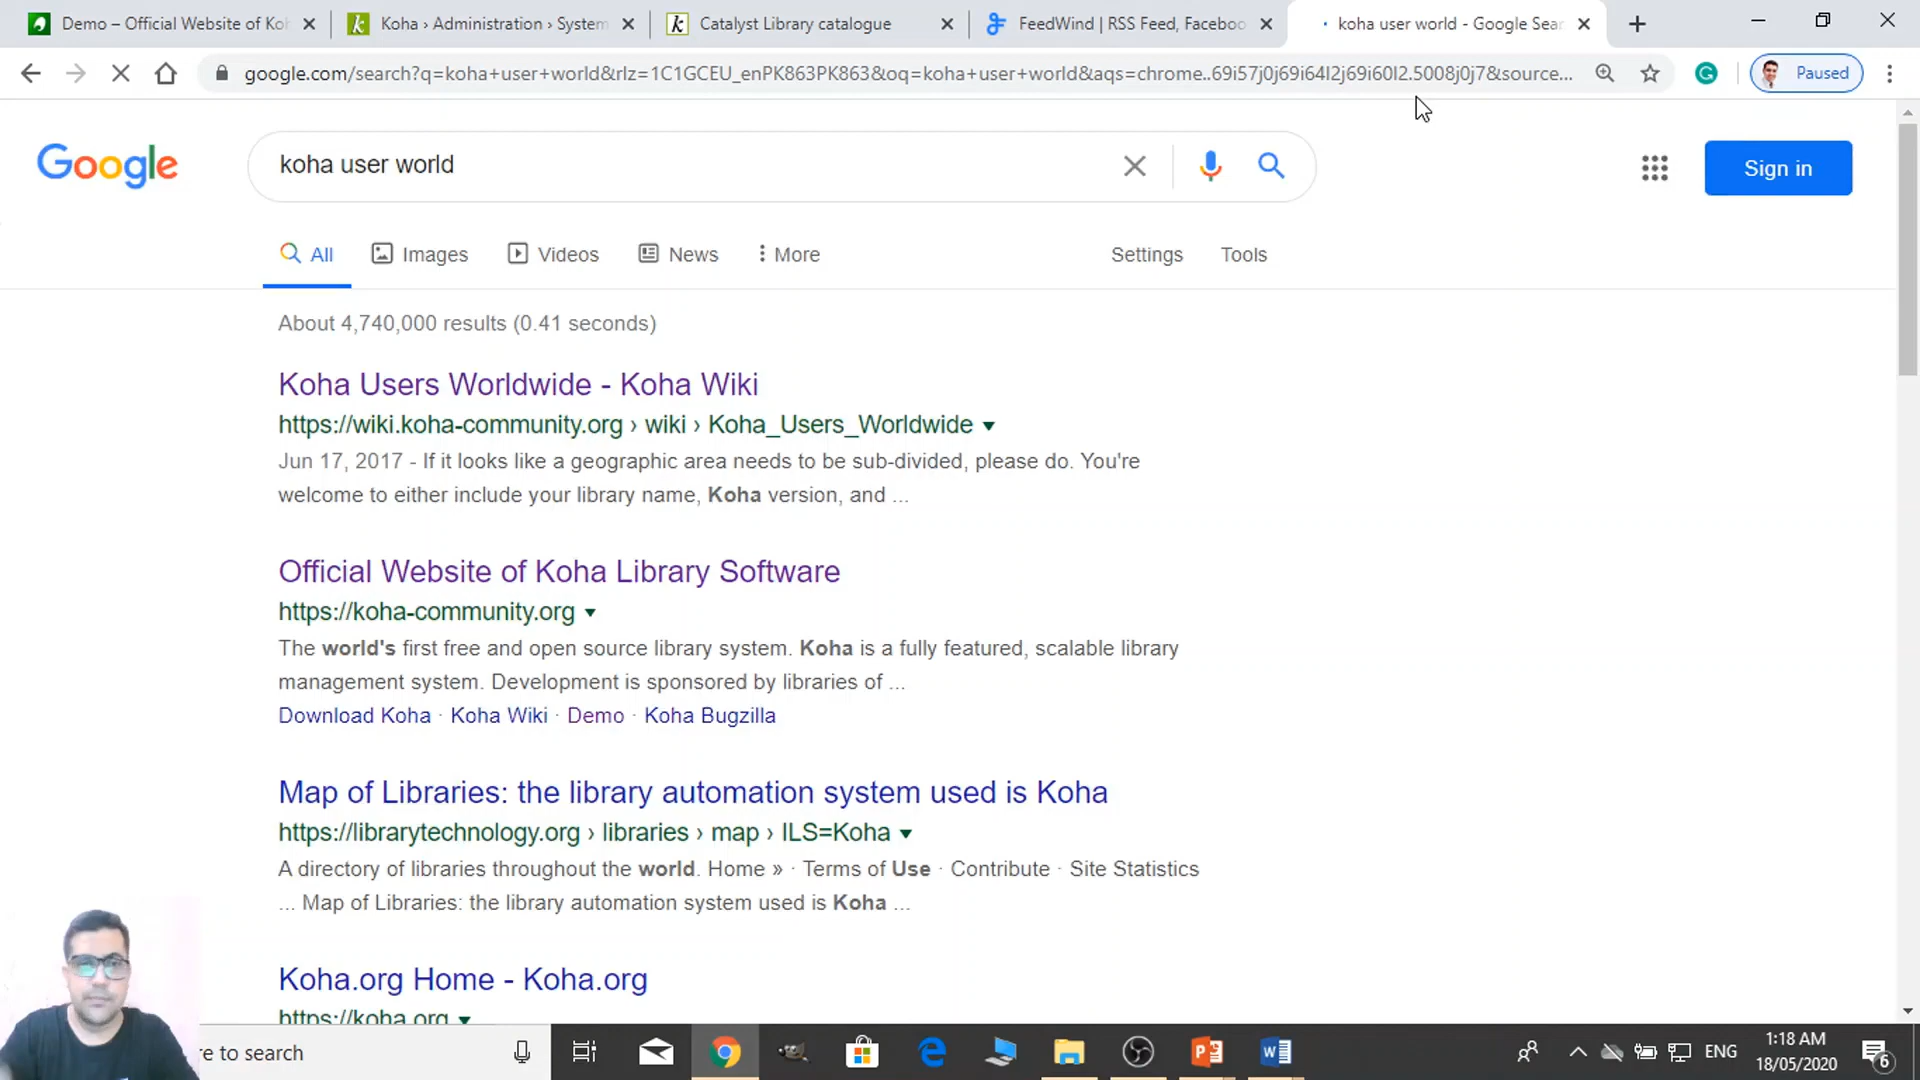 Demo – Official Website of Koh
Koha › Administration › System
Catalyst Library catalogue
FeedWind | RSS Feed, Faceboo
koha user world - Google Sear
google.com/search?q=koha+user+world&rlz=1C1GCEU_enPK863PK863&oq=koha+user+world&aqs=chrome..69i57j0j69i64l2j69i60l2.5008j0j7&source...
Paused
Google
koha user world
Sign in
All
Images
Videos
News
More
Settings
Tools
About 4,740,000 results (0.41 seconds)
Koha Users Worldwide - Koha Wiki
https://wiki.koha-community.org › wiki › Koha_Users_Worldwide
Jun 17, 2017 - If it looks like a geographic area needs to be sub-divided, please do. You're
welcome to either include your library name, Koha version, and ...
Official Website of Koha Library Software
https://koha-community.org
The world's first free and open source library system. Koha is a fully featured, scalable library
management system. Development is sponsored by libraries of ...
Download Koha · Koha Wiki · Demo · Koha Bugzilla
Map of Libraries: the library automation system used is Koha
https://librarytechnology.org › libraries › map › ILS=Koha
A directory of libraries throughout the world. Home » · Terms of Use · Contribute · Site Statistics
... Map of Libraries: the library automation system used is Koha ...
Koha.org Home - Koha.org
https://koha.org
re to search
ENG
1:18 AM
18/05/2020
6